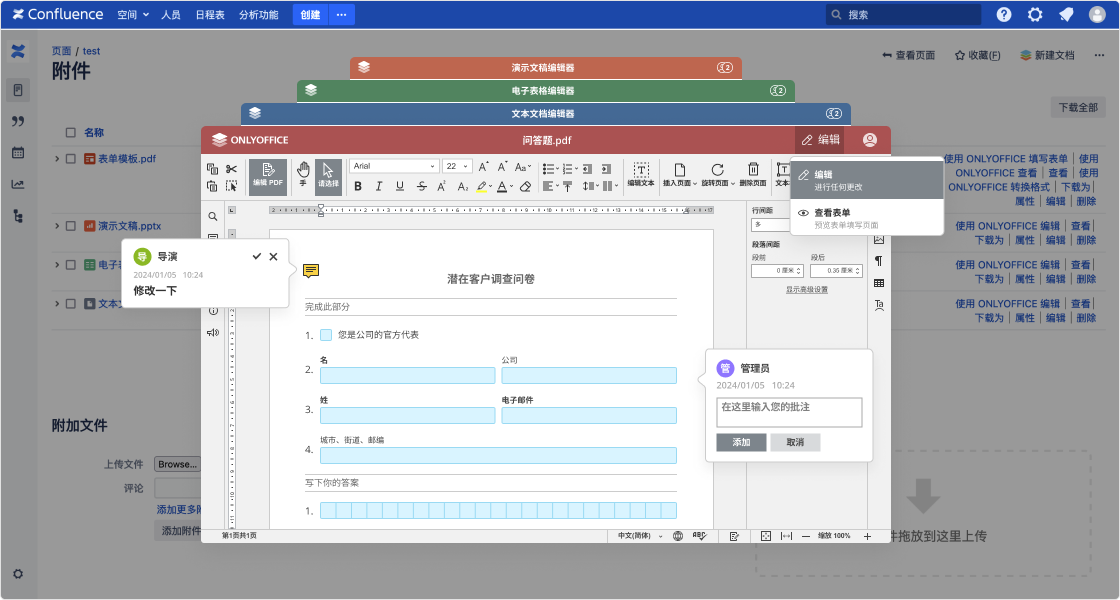 Confluence 空间 人员 日程表 分析功能 创建 ··· 搜索
页面 / test
附件
查看页面 收藏(F) 新建文档 ···
下载全部
名称
表单模板.pdf
使用 ONLYOFFICE 填写表单 | 使用
ONLYOFFICE 查看 | 查看 | 使用
ONLYOFFICE 转换格式 | 下载为 |
属性 | 编辑 | 删除
演示文稿.pptx
使用 ONLYOFFICE 编辑 | 查看 |
下载为 | 属性 | 编辑 | 删除
电子
使用 ONLYOFFICE 编辑 | 查看 |
下载为 | 属性 | 编辑 | 删除
文本
使用 ONLYOFFICE 编辑 | 查看 |
下载为 | 属性 | 编辑 | 删除
附加文件
上传文件 Browse...
评论
添加更多
添加附件
件拖放到这里上传
演示文稿编辑器 2
电子表格编辑器 2
文本文档编辑器 2
ONLYOFFICE 问答题.pdf 编辑
编辑 PDF 手 请选择 Arial 22 编辑文本 插入页面 旋转页面 删除页面 文本
编辑
进行任何更改
查看表单
预览表单填写页面
行间距
多
段落间距
段前 段后
0 厘米 0.35 厘米
显示高级设置
导 导演
2024/01/05 10:24
修改一下
潜在客户调查问卷
完成此部分
1. 您是公司的官方代表
名 公司
2.
姓 电子邮件
3.
城市、街道、邮编
4.
写下你的答案
1.
管 管理员
2024/01/05 10:24
在这里输入您的批注
添加 取消
第1页共1页 中文(简体) 缩放 100%